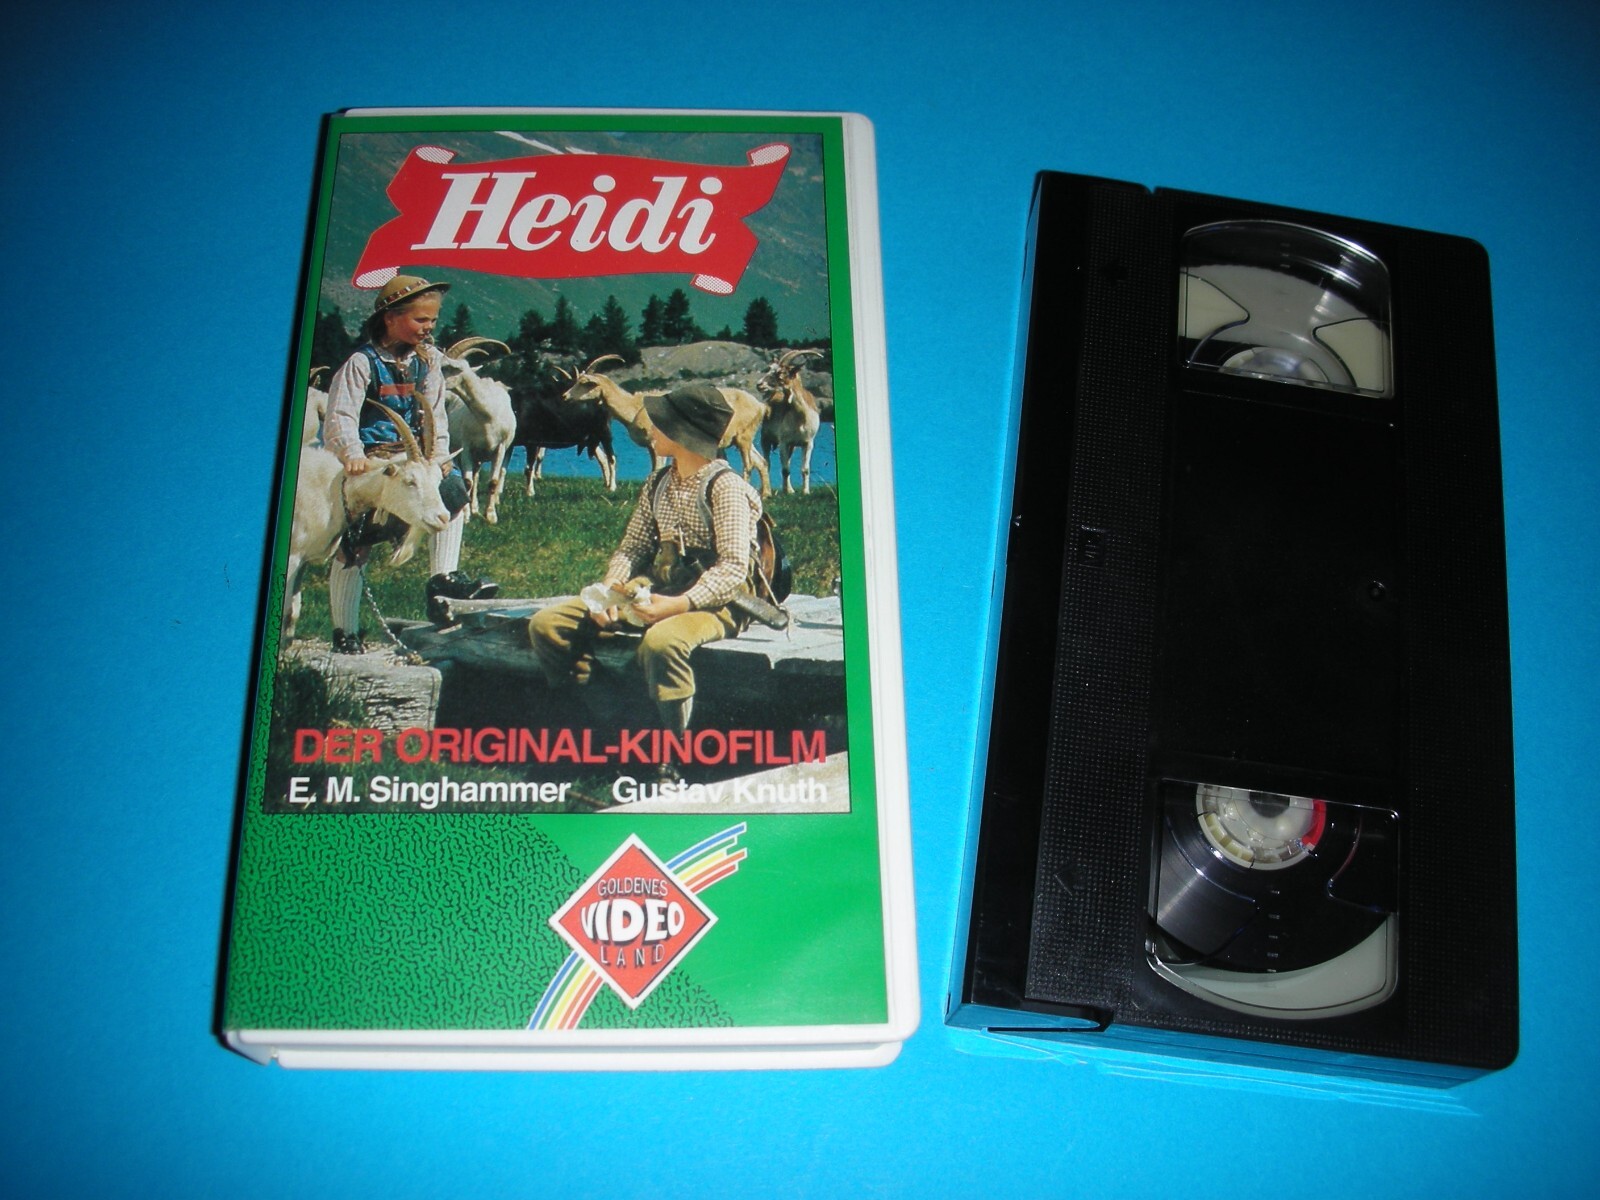 Heidi
DER ORIGINAL-KINOFILM
E. M. Singhammer Gustav Knuth
GOLDENES
VIDEO
LAND